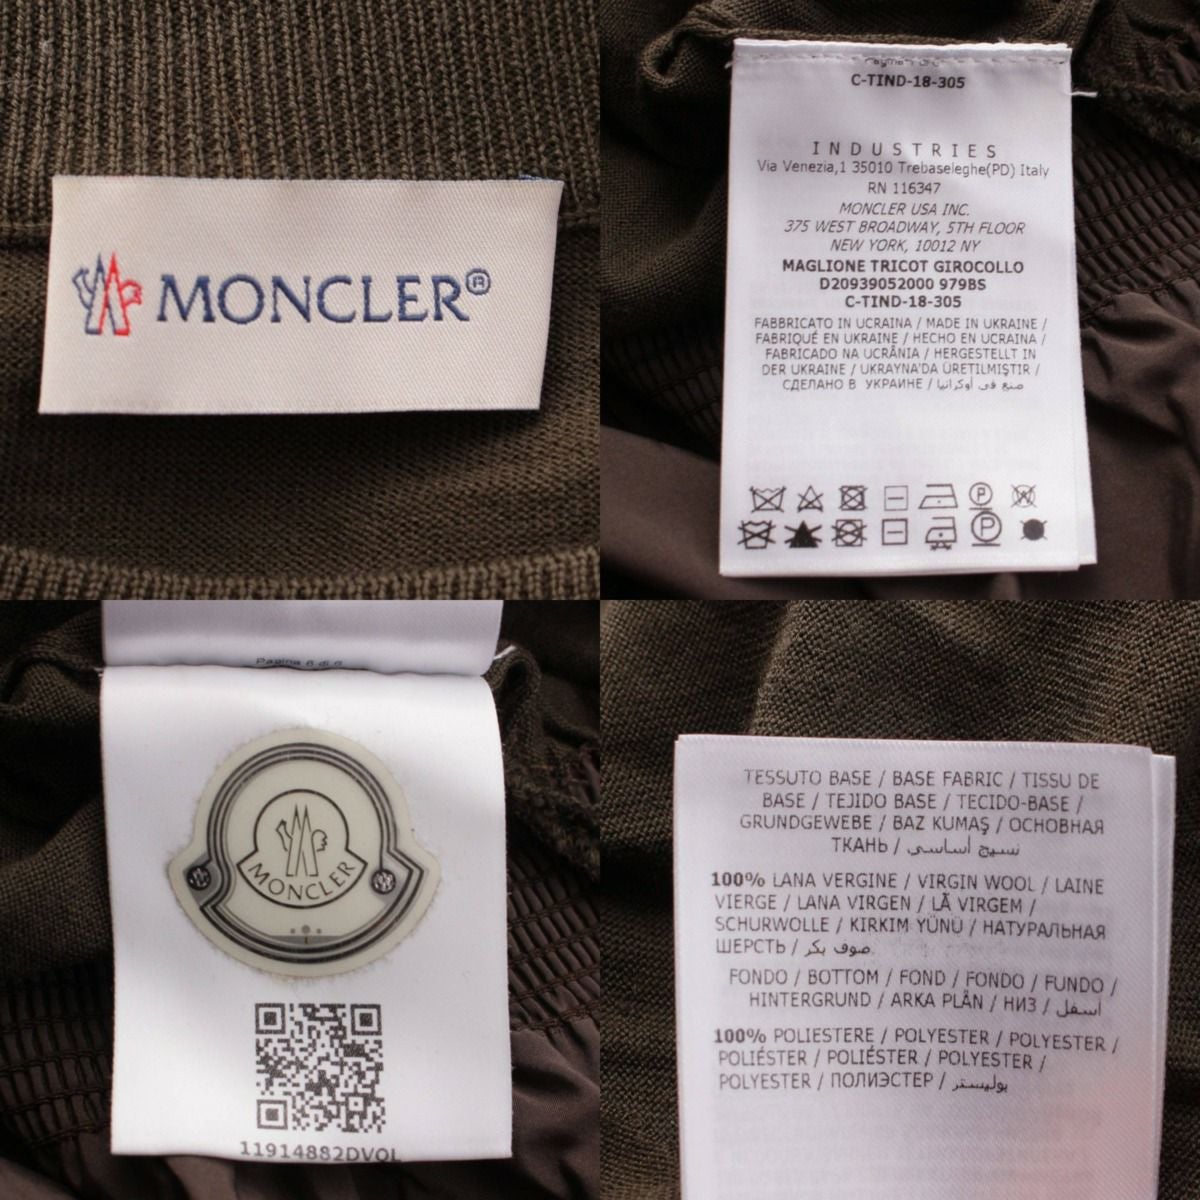 MONCLER®
C-TIND-18-305
INDUSTRIES
Via Venezia,1 35010 Trebaseleghe(PD) Italy
RN 116347
MONCLER USA INC.
375 WEST BROADWAY, 5TH FLOOR
NEW YORK, 10012 NY
MAGLIONE TRICOT GIROCOLLO
D20939052000 979BS
C-TIND-18-305
FABBRICATO IN UCRAINA / MADE IN UKRAINE /
FABRIQUÉ EN UKRAINE / HECHO EN UCRAINA /
FABRICADO NA UCRÂNIA / HERGESTELLT IN
DER UKRAINE / UKRAYNA'DA ÜRETILMIŞTIR /
СДЕЛАНО В УКРАИНЕ / صنع في أوكرانيا
P
W
P
Pagina 6 di 6
MONCLER
11914882DVOL
TESSUTO BASE / BASE FABRIC / TISSU DE
BASE / TEJIDO BASE / TECIDO-BASE /
GRUNDGEWEBE / BAZ KUMAŞ / ОСНОВНАЯ
ТКАНЬ / نسيج أساسي
100% LANA VERGINE / VIRGIN WOOL / LAINE
VIERGE / LANA VIRGEN / LÃ VIRGEM /
SCHURWOLLE / KIRKIM YÜNÜ / НАТУРАЛЬНАЯ
ШЕРСТЬ / صوف بكر
FONDO / BOTTOM / FOND / FONDO / FUNDO /
HINTERGRUND / ARKA PLÂN / НИЗ / أسفل
100% POLIESTERE / POLYESTER / POLYESTER /
POLIÉSTER / POLIÉSTER / POLYESTER /
POLYESTER / ПОЛИЭСТЕР / بوليستر